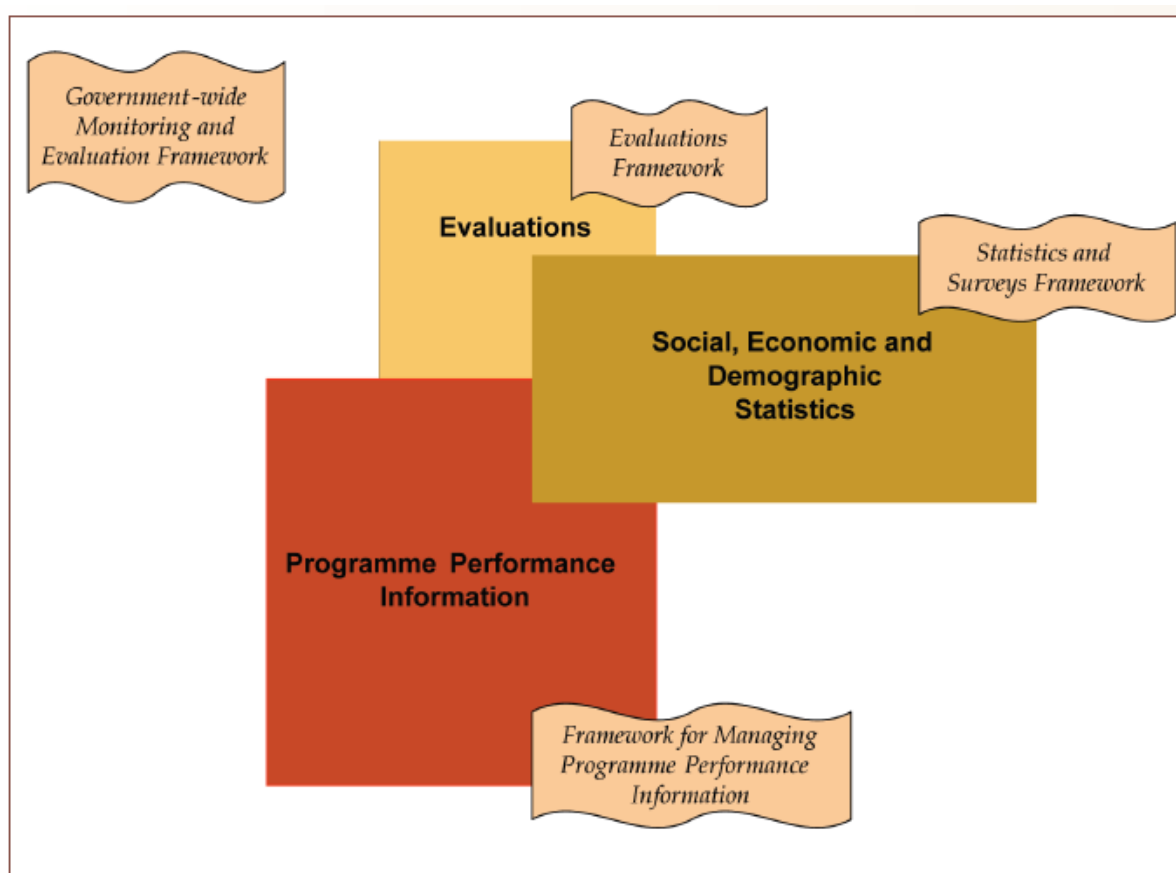 Government-wide
Monitoring and
Evaluation Framework
Evaluations
Framework
Evaluations
Statistics and
Surveys Framework
Social, Economic and
Demographic
Statistics
Programme Performance
Information
Framework for Managing
Programme Performance
Information